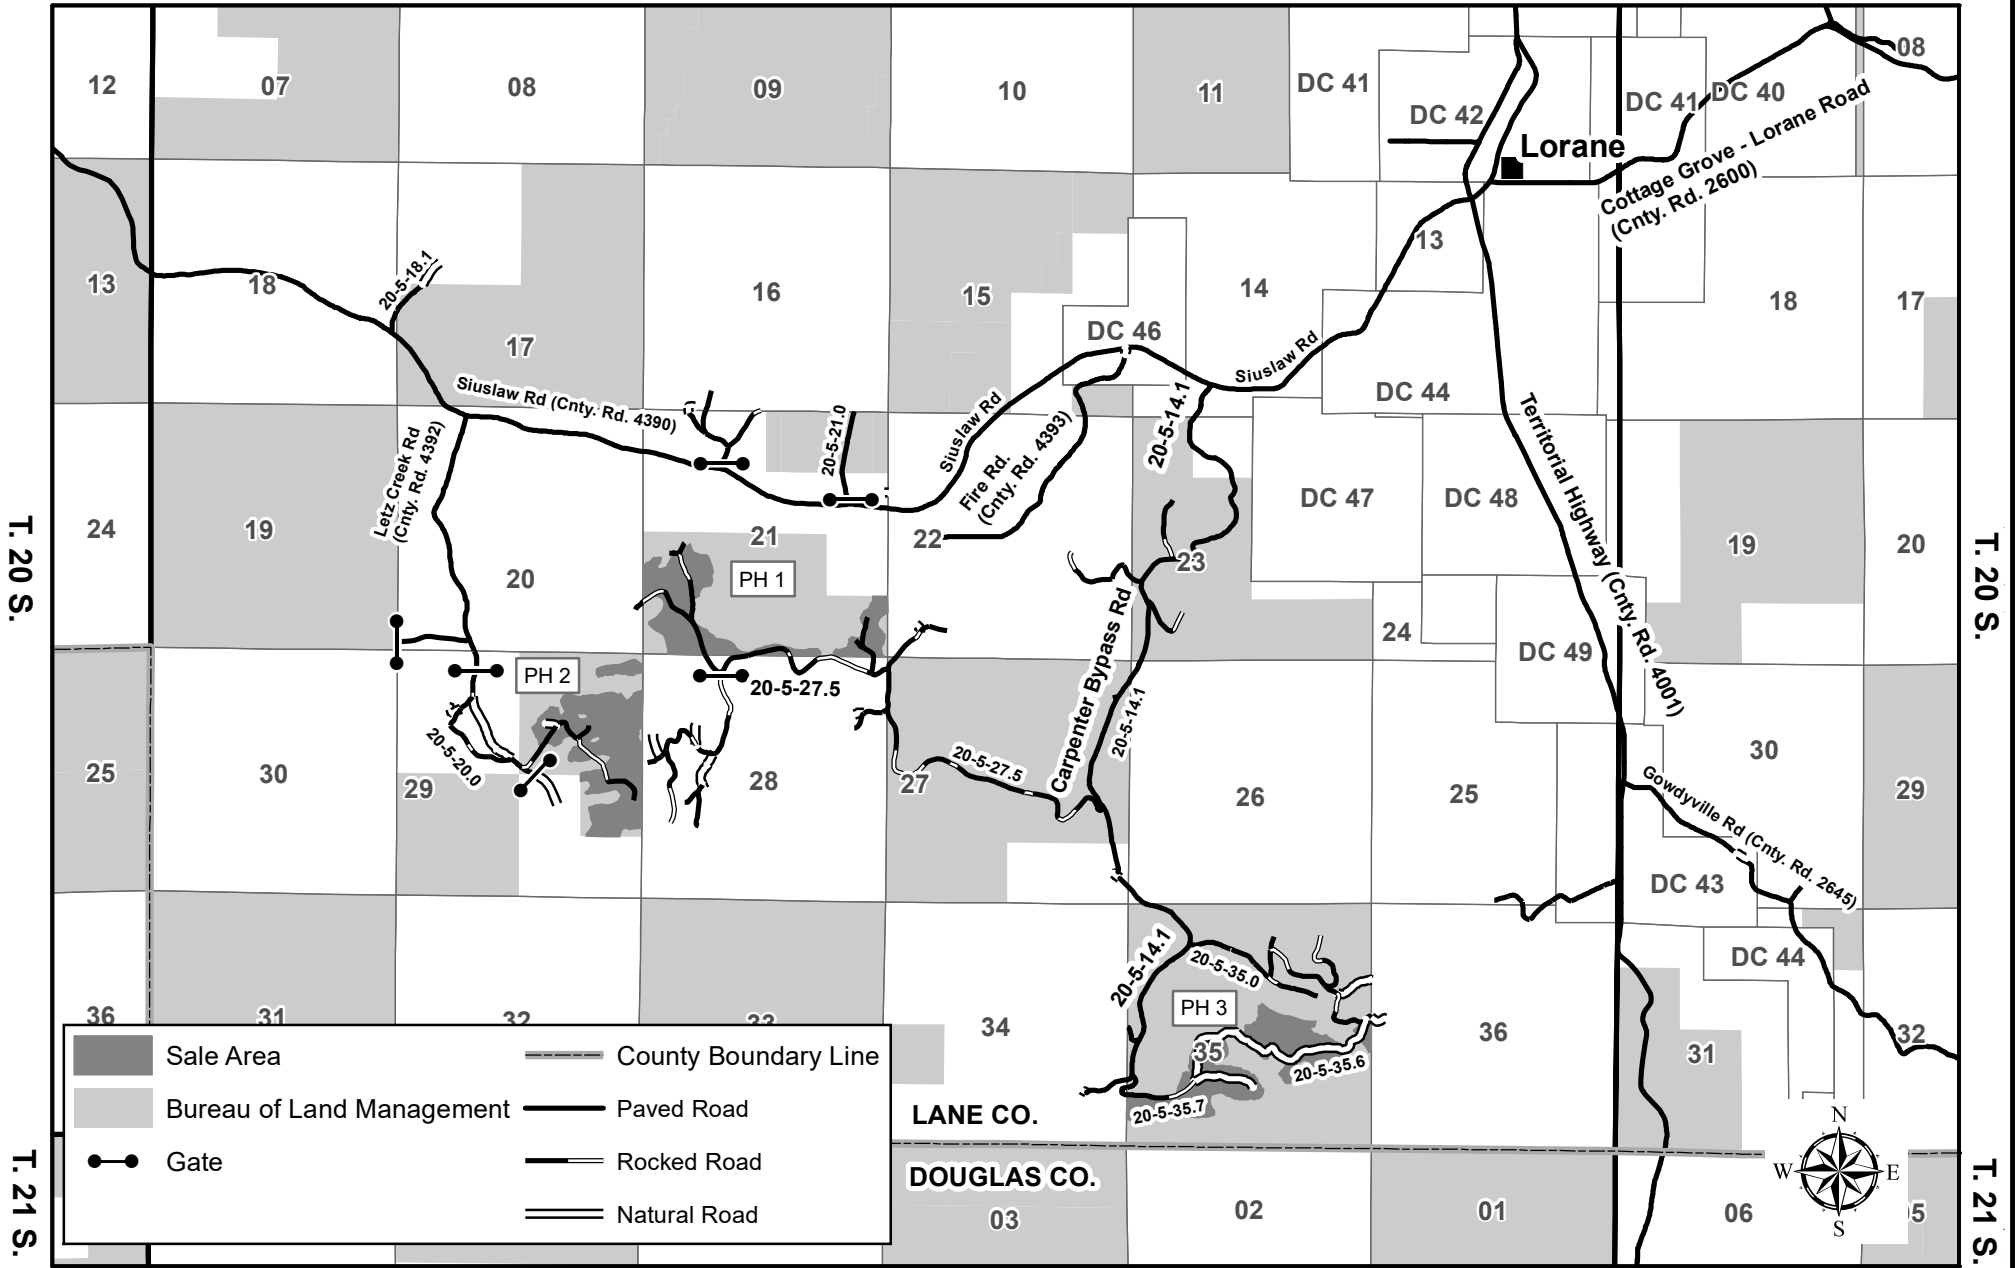 12
07
08
09
10
11
DC 41
DC 42
DC 41
DC 40
08
Lorane
Cottage Grove - Lorane Road
(Cnty. Rd. 2600)
13
18
20-5-18.1
17
16
15
DC 46
14
13
18
17
Siuslaw Rd
DC 44
Siuslaw Rd (Cnty. Rd. 4390)
Letz Creek Rd
(Cnty. Rd. 4392)
20-5-21.0
Siuslaw Rd
Fire Rd.
(Cnty. Rd. 4393)
20-5-14.1
Territorial Highway (Cnty. Rd. 4001)
T. 20 S.
24
19
20
21
22
23
DC 47
DC 48
19
20
T. 20 S.
PH 1
24
DC 49
PH 2
20-5-27.5
Carpenter Bypass Rd
20-5-14.1
20-5-20.0
20-5-27.5
25
30
29
28
27
26
25
30
29
Gowdyville Rd (Cnty. Rd. 2645)
DC 43
DC 44
20-5-14.1
20-5-35.0
PH 3
35
20-5-35.6
20-5-35.7
36
31
32
33
34
36
31
32
Sale Area
Bureau of Land Management
Gate
County Boundary Line
Paved Road
Rocked Road
Natural Road
LANE CO.
DOUGLAS CO.
T. 21 S.
03
02
01
06
05
N
W
E
S
T. 21 S.